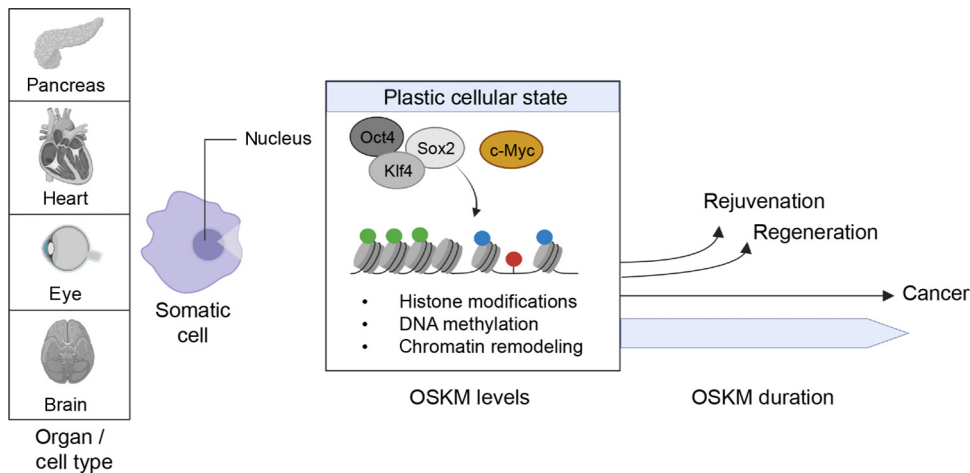 Pancreas
Heart
Eye
Brain
Organ /
cell type
Nucleus
Somatic
cell
Plastic cellular state
Oct4
Sox2
Klf4
c-Myc
• Histone modifications
• DNA methylation
• Chromatin remodeling
OSKM levels
Rejuvenation
Regeneration
Cancer
OSKM duration